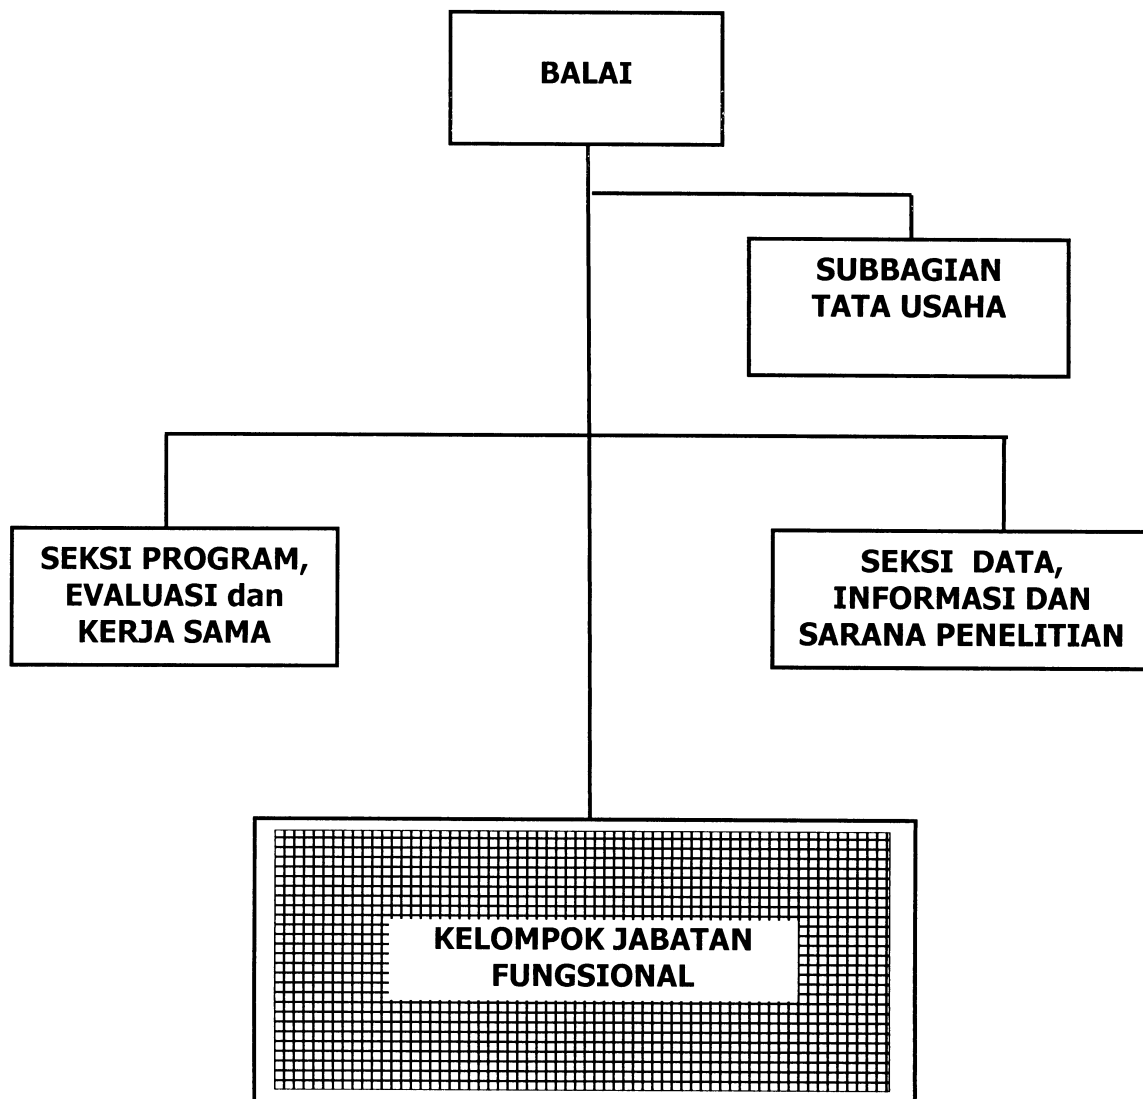 BALAI
SUBBAGIAN
TATA USAHA
SEKSI PROGRAM,
EVALUASI dan
KERJA SAMA
SEKSI DATA,
INFORMASI DAN
SARANA PENELITIAN
KELOMPOK JABATAN
FUNGSIONAL